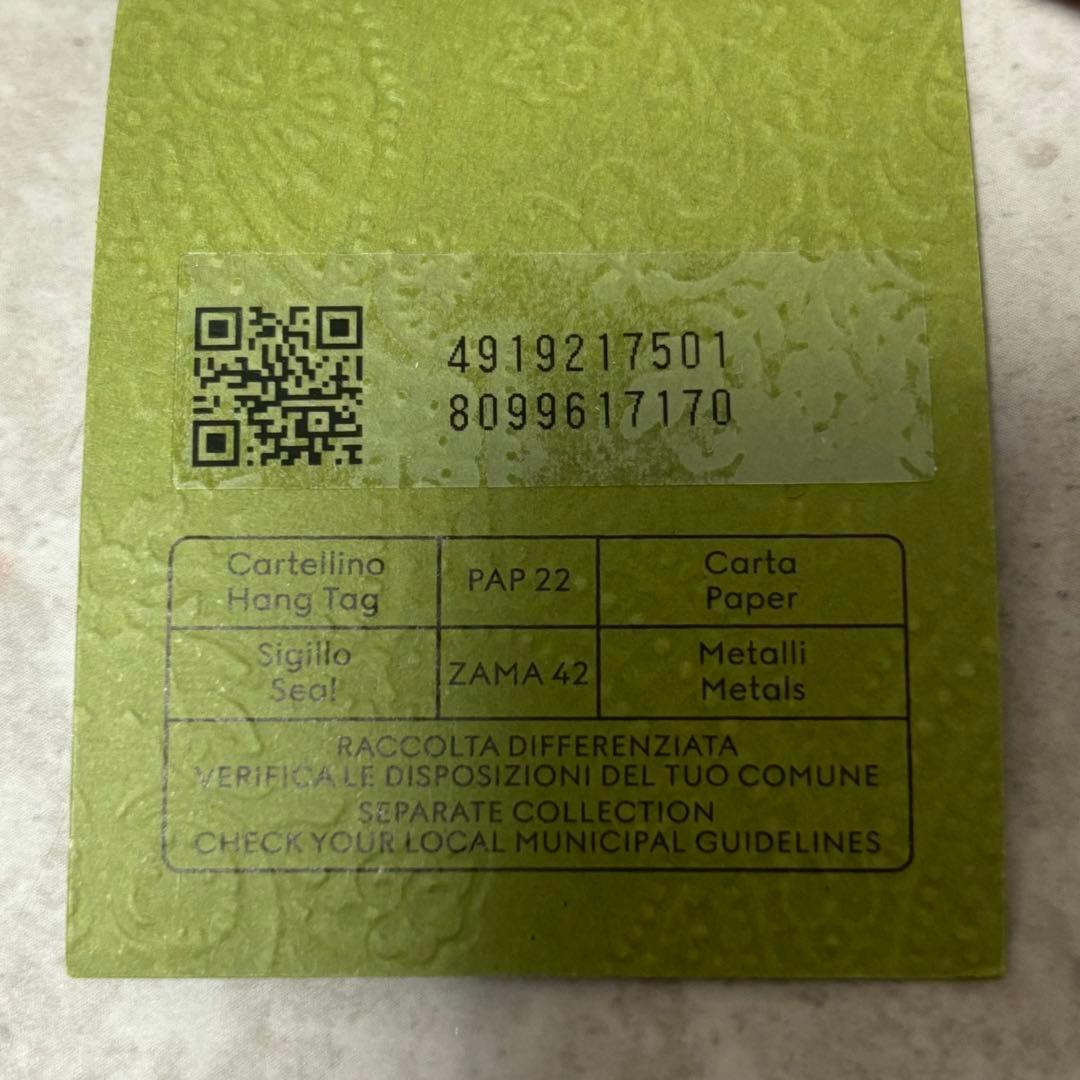 4919217501
8099617170
Cartellino
Hang Tag
PAP 22
Carta
Paper
Sigillo
Seal
ZAMA 42
Metalli
Metals
RACCOLTA DIFFERENZIATA
VERIFICA LE DISPOSIZIONI DEL TUO COMUNE
SEPARATE COLLECTION
CHECK YOUR LOCAL MUNICIPAL GUIDELINES